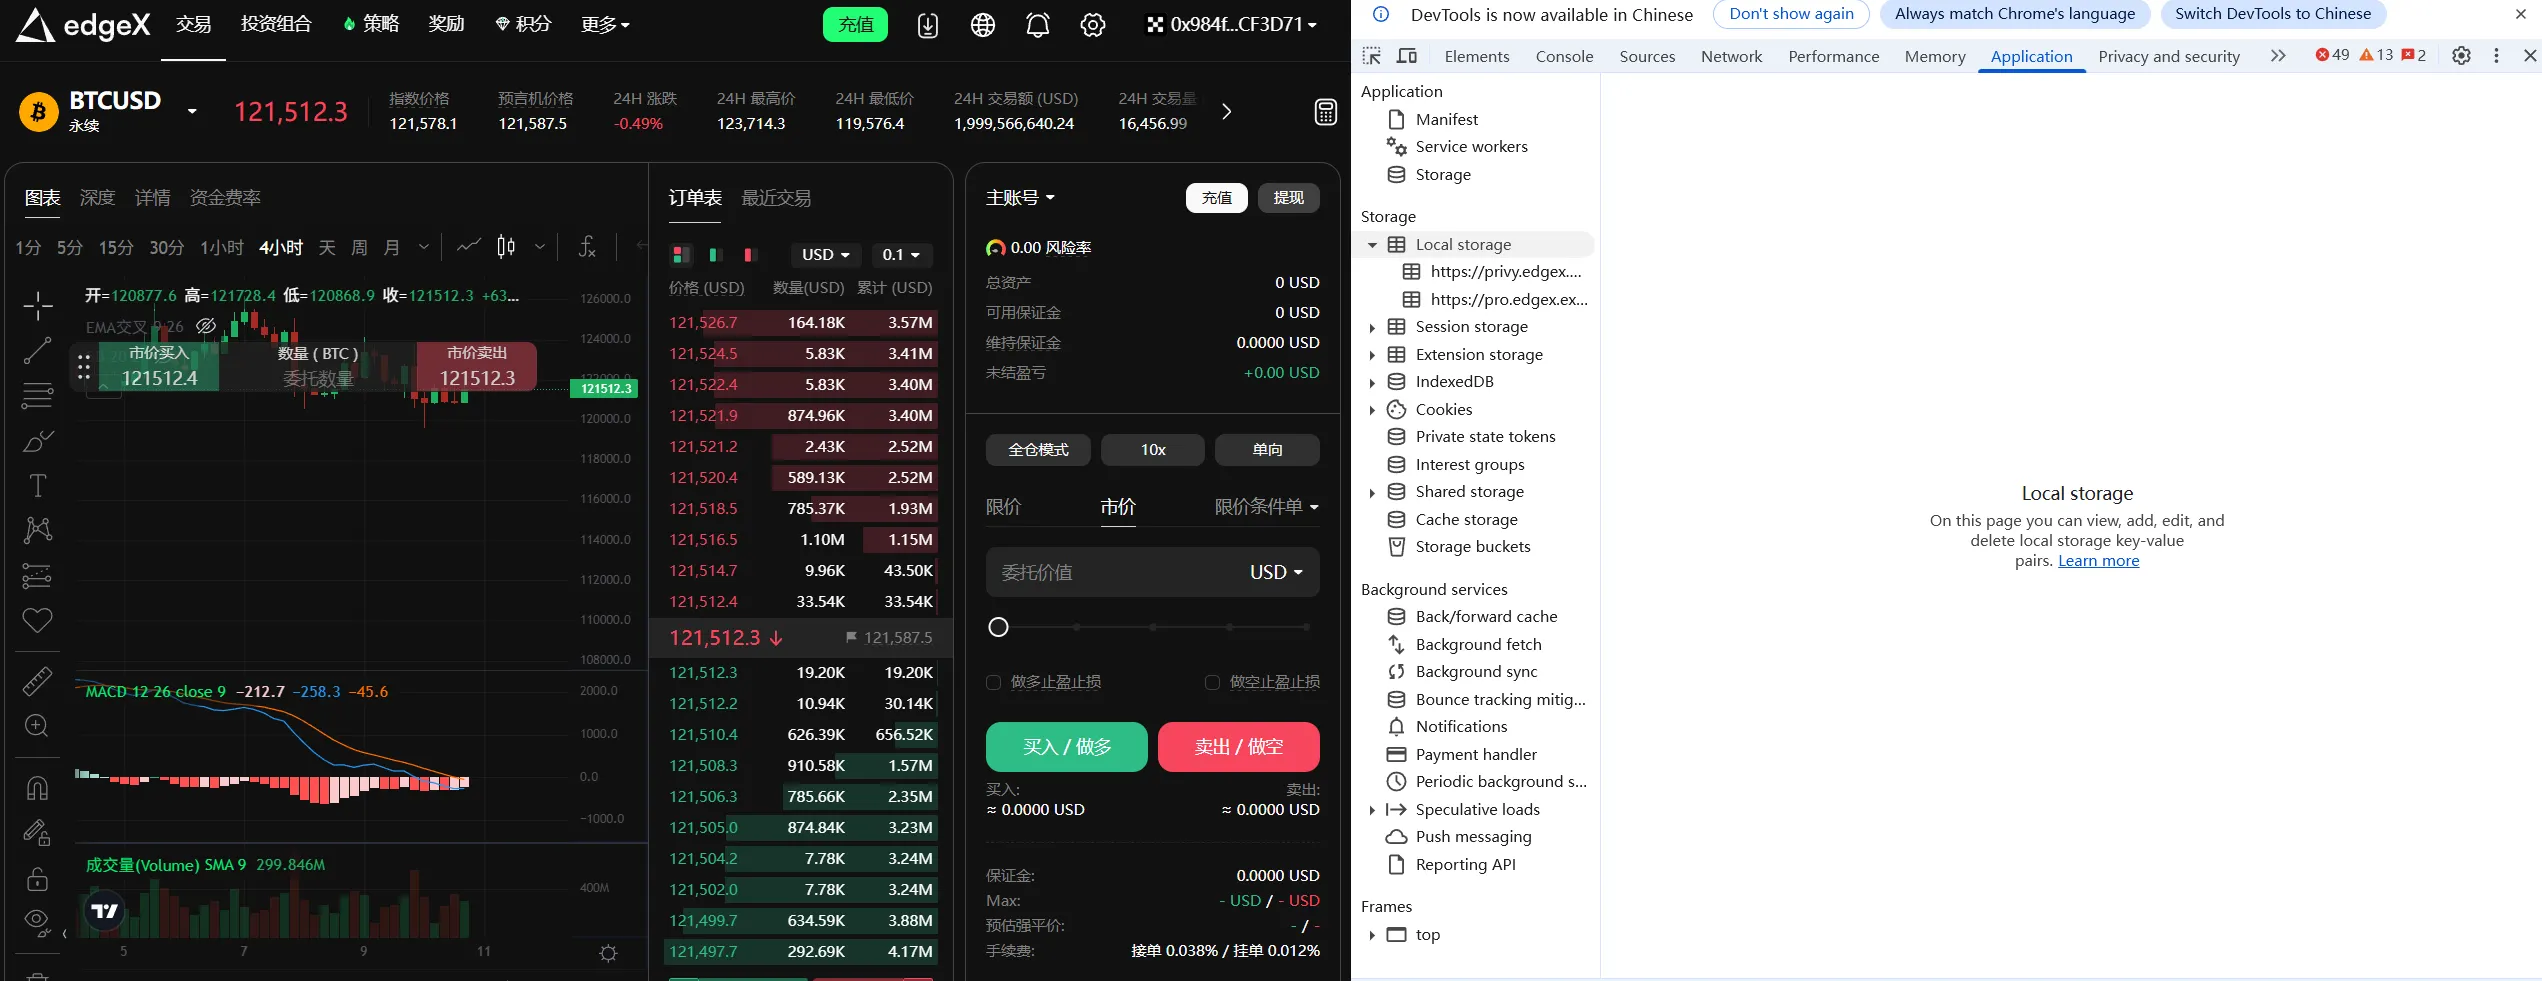 edgeX 交易 投资组合 策略 奖励 积分 更多 充值 0x984f...CF3D71
BTCUSD
永续
121,512.3
指数价格 预言机价格 24H 涨跌 24H 最高价 24H 最低价 24H 交易额 (USD) 24H 交易量
121,578.1 121,587.5 -0.49% 123,714.3 119,576.4 1,999,566,640.24 16,456.99
图表 深度 详情 资金费率
1分 5分 15分 30分 1小时 4小时 天 周 月
开=120877.6 高=121728.4 低=120868.9 收=121512.3 +63...
EMA交叉 9 26
市价买入 数量 ( BTC ) 市价卖出
121512.4 委托数量 121512.3
126000.0
124000.0
122000.0
121512.3
120000.0
118000.0
116000.0
114000.0
112000.0
110000.0
108000.0
MACD 12 26 close 9 −212.7 −258.3 −45.6
2000.0
1000.0
0.0
−1000.0
成交量(Volume) SMA 9 299.846M
400M
5 7 9 11
订单表 最近交易
USD 0.1
价格 (USD) 数量(USD) 累计 (USD)
121,526.7 164.18K 3.57M
121,524.5 5.83K 3.41M
121,522.4 5.83K 3.40M
121,521.9 874.96K 3.40M
121,521.2 2.43K 2.52M
121,520.4 589.13K 2.52M
121,518.5 785.37K 1.93M
121,516.5 1.10M 1.15M
121,514.7 9.96K 43.50K
121,512.4 33.54K 33.54K
121,512.3 121,587.5
121,512.3 19.20K 19.20K
121,512.2 10.94K 30.14K
121,510.4 626.39K 656.52K
121,508.3 910.58K 1.57M
121,506.3 785.66K 2.35M
121,505.0 874.84K 3.23M
121,504.2 7.78K 3.24M
121,502.0 7.78K 3.24M
121,499.7 634.59K 3.88M
121,497.7 292.69K 4.17M
主账号 充值 提现
0.00 风险率
总资产 0 USD
可用保证金 0 USD
维持保证金 0.0000 USD
未结盈亏 +0.00 USD
全仓模式 10x 单向
限价 市价 限价条件单
委托价值 USD
做多止盈止损 做空止盈止损
买入 / 做多 卖出 / 做空
买入: 卖出:
≈ 0.0000 USD ≈ 0.0000 USD
保证金: 0.0000 USD
Max: - USD / - USD
预估强平价: - / -
手续费: 接单 0.038% / 挂单 0.012%
DevTools is now available in Chinese Don't show again Always match Chrome's language Switch DevTools to Chinese
Elements Console Sources Network Performance Memory Application Privacy and security 49 13 2
Application
Manifest
Service workers
Storage
Storage
Local storage
https://privy.edgex....
https://pro.edgex.ex...
Session storage
Extension storage
IndexedDB
Cookies
Private state tokens
Interest groups
Shared storage
Cache storage
Storage buckets
Background services
Back/forward cache
Background fetch
Background sync
Bounce tracking mitig...
Notifications
Payment handler
Periodic background s...
Speculative loads
Push messaging
Reporting API
Frames
top
Local storage
On this page you can view, add, edit, and
delete local storage key-value
pairs. Learn more